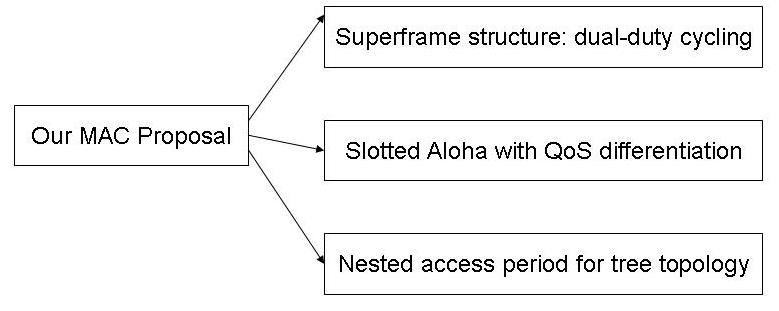 Superframe structure: dual-duty cycling
Our MAC Proposal
Slotted Aloha with QoS differentiation
Nested access period for tree topology